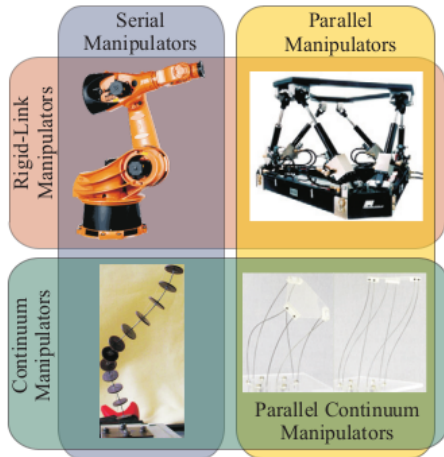 Serial
Manipulators
Parallel
Manipulators
Rigid-Link
Manipulators
Continuum
Manipulators
Parallel Continuum
Manipulators